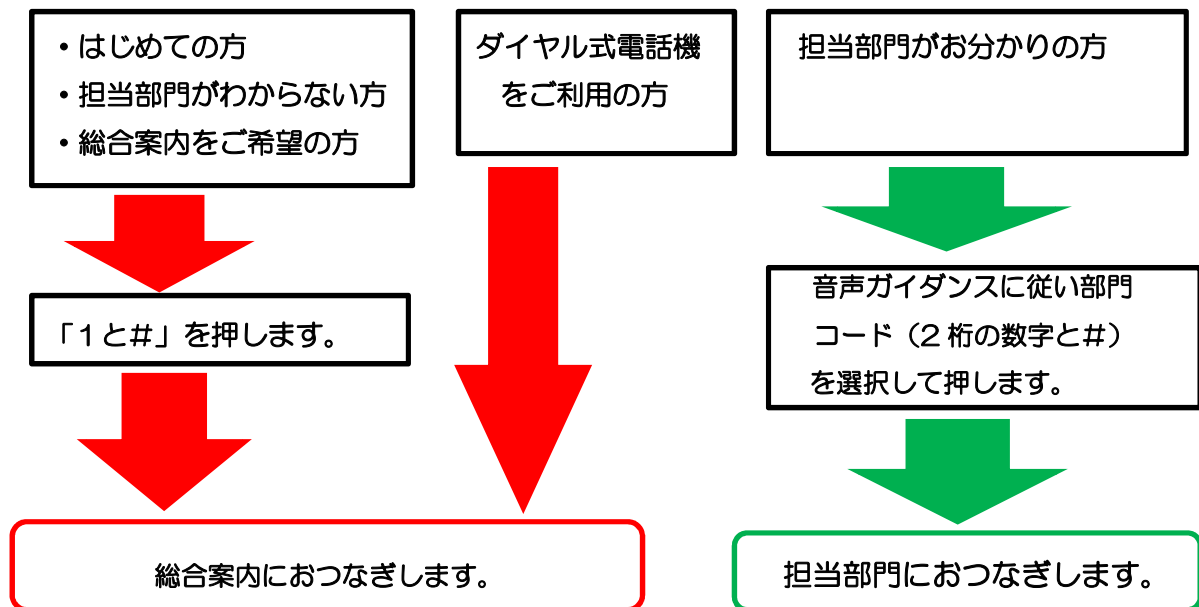 ・はじめての方
・担当部門がわからない方
・総合案内をご希望の方
「1と#」を押します。
ダイヤル式電話機
をご利用の方
総合案内におつなぎします。
担当部門がお分かりの方
音声ガイダンスに従い部門
コード（2桁の数字と#）
を選択して押します。
担当部門におつなぎします。